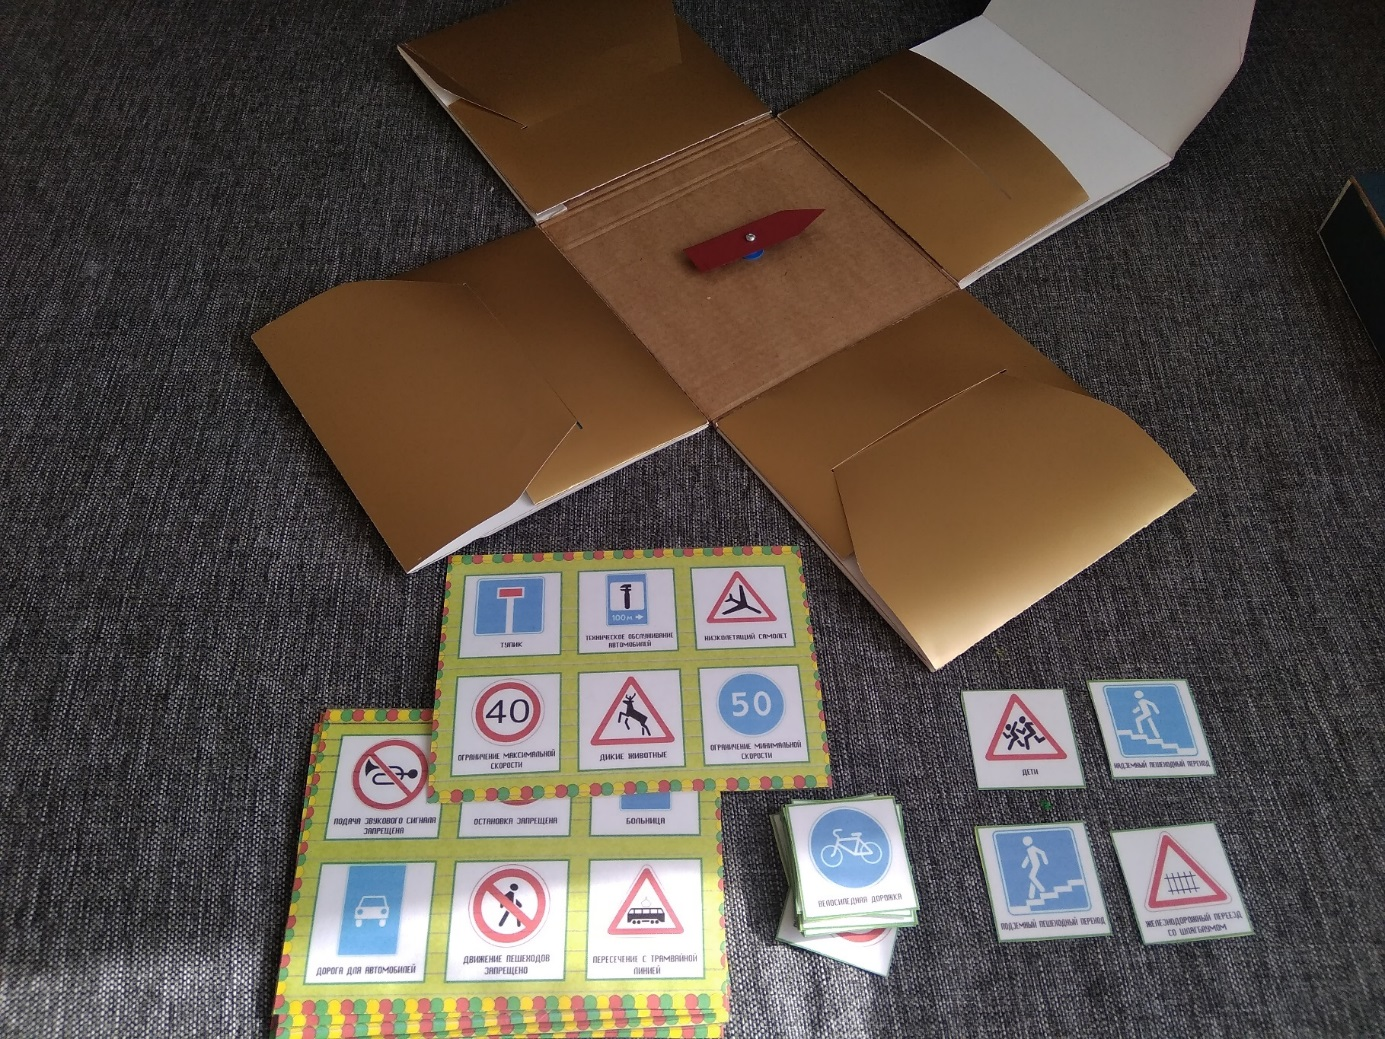 ТУПИК
100 м
ТЕХНИЧЕСКОЕ ОБСЛУЖИВАНИЕ
АВТОМОБИЛЕЙ
НИЗКОЛЕТЯЩИЙ САМОЛЕТ
40
ОГРАНИЧЕНИЕ МАКСИМАЛЬНОЙ
СКОРОСТИ
ДИКИЕ ЖИВОТНЫЕ
50
ОГРАНИЧЕНИЕ МИНИМАЛЬНОЙ
СКОРОСТИ
ПОДАЧА ЗВУКОВОГО СИГНАЛА
ЗАПРЕЩЕНА
ОСТАНОВКА ЗАПРЕЩЕНА
БОЛЬНИЦА
ДОРОГА ДЛЯ АВТОМОБИЛЕЙ
ДВИЖЕНИЕ ПЕШЕХОДОВ
ЗАПРЕЩЕНО
ПЕРЕСЕЧЕНИЕ С ТРАМВАЙНОЙ
ЛИНИЕЙ
ВЕЛОСИПЕДНАЯ ДОРОЖКА
ДЕТИ
НАДЗЕМНЫЙ ПЕШЕХОДНЫЙ ПЕРЕХОД
ПОДЗЕМНЫЙ ПЕШЕХОДНЫЙ ПЕРЕХОД
ЖЕЛЕЗНОДОРОЖНЫЙ ПЕРЕЕЗД
СО ШЛАГБАУМОМ